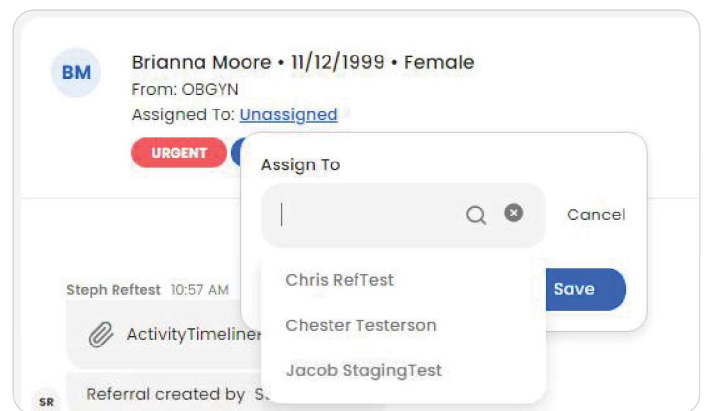 BM
Brianna Moore • 11/12/1999 • Female
From: OBGYN
Assigned To: Unassigned
URGENT
Assign To
Cancel
Chris RefTest
Save
Chester Testerson
Jacob StagingTest
Steph Reftest 10:57 AM
SR
Referral created by